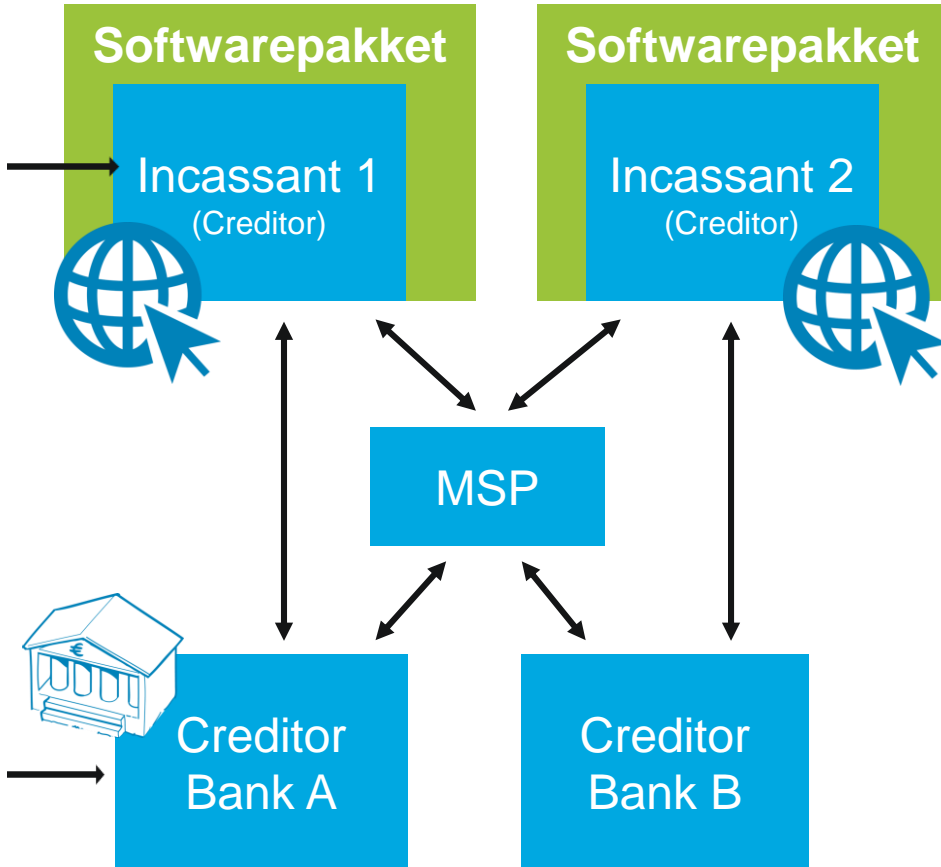 Softwarepakket
Incassant 1
(Creditor)
Softwarepakket
Incassant 2
(Creditor)
MSP
€
Creditor
Bank A
Creditor
Bank B